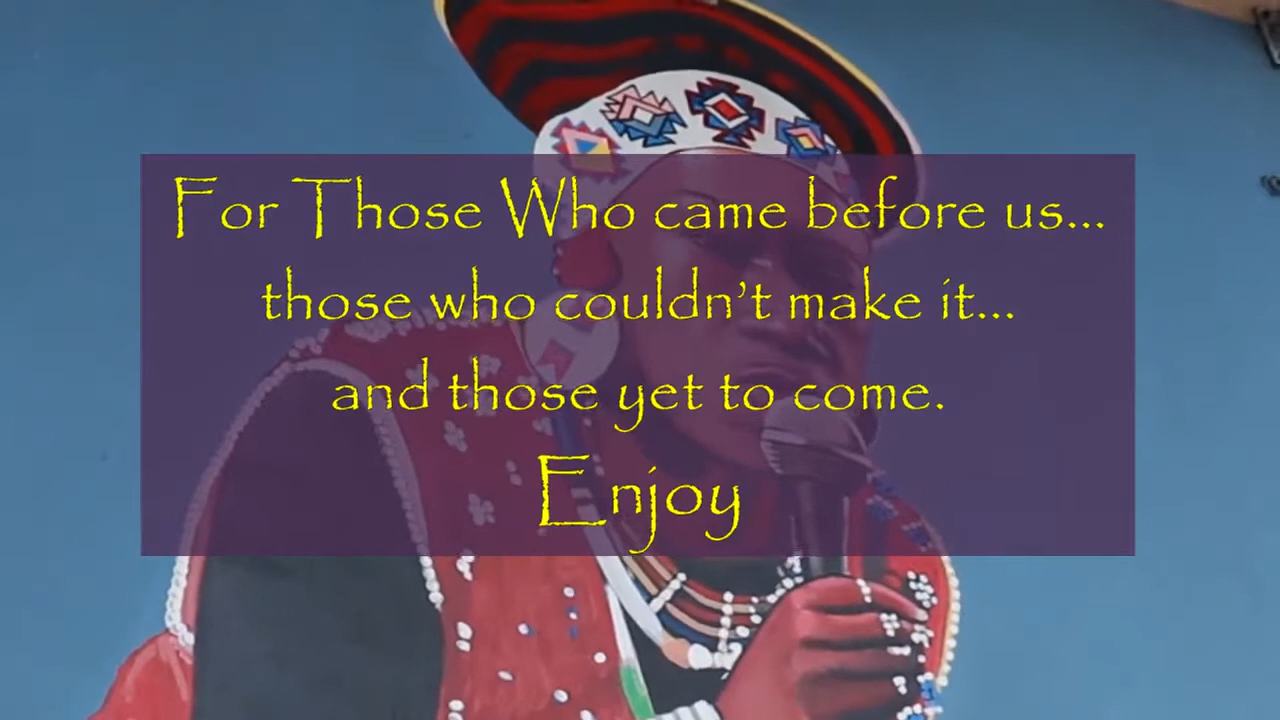 For Those Who came before us...
those who couldn't make it...
and those yet to come.
Enjoy